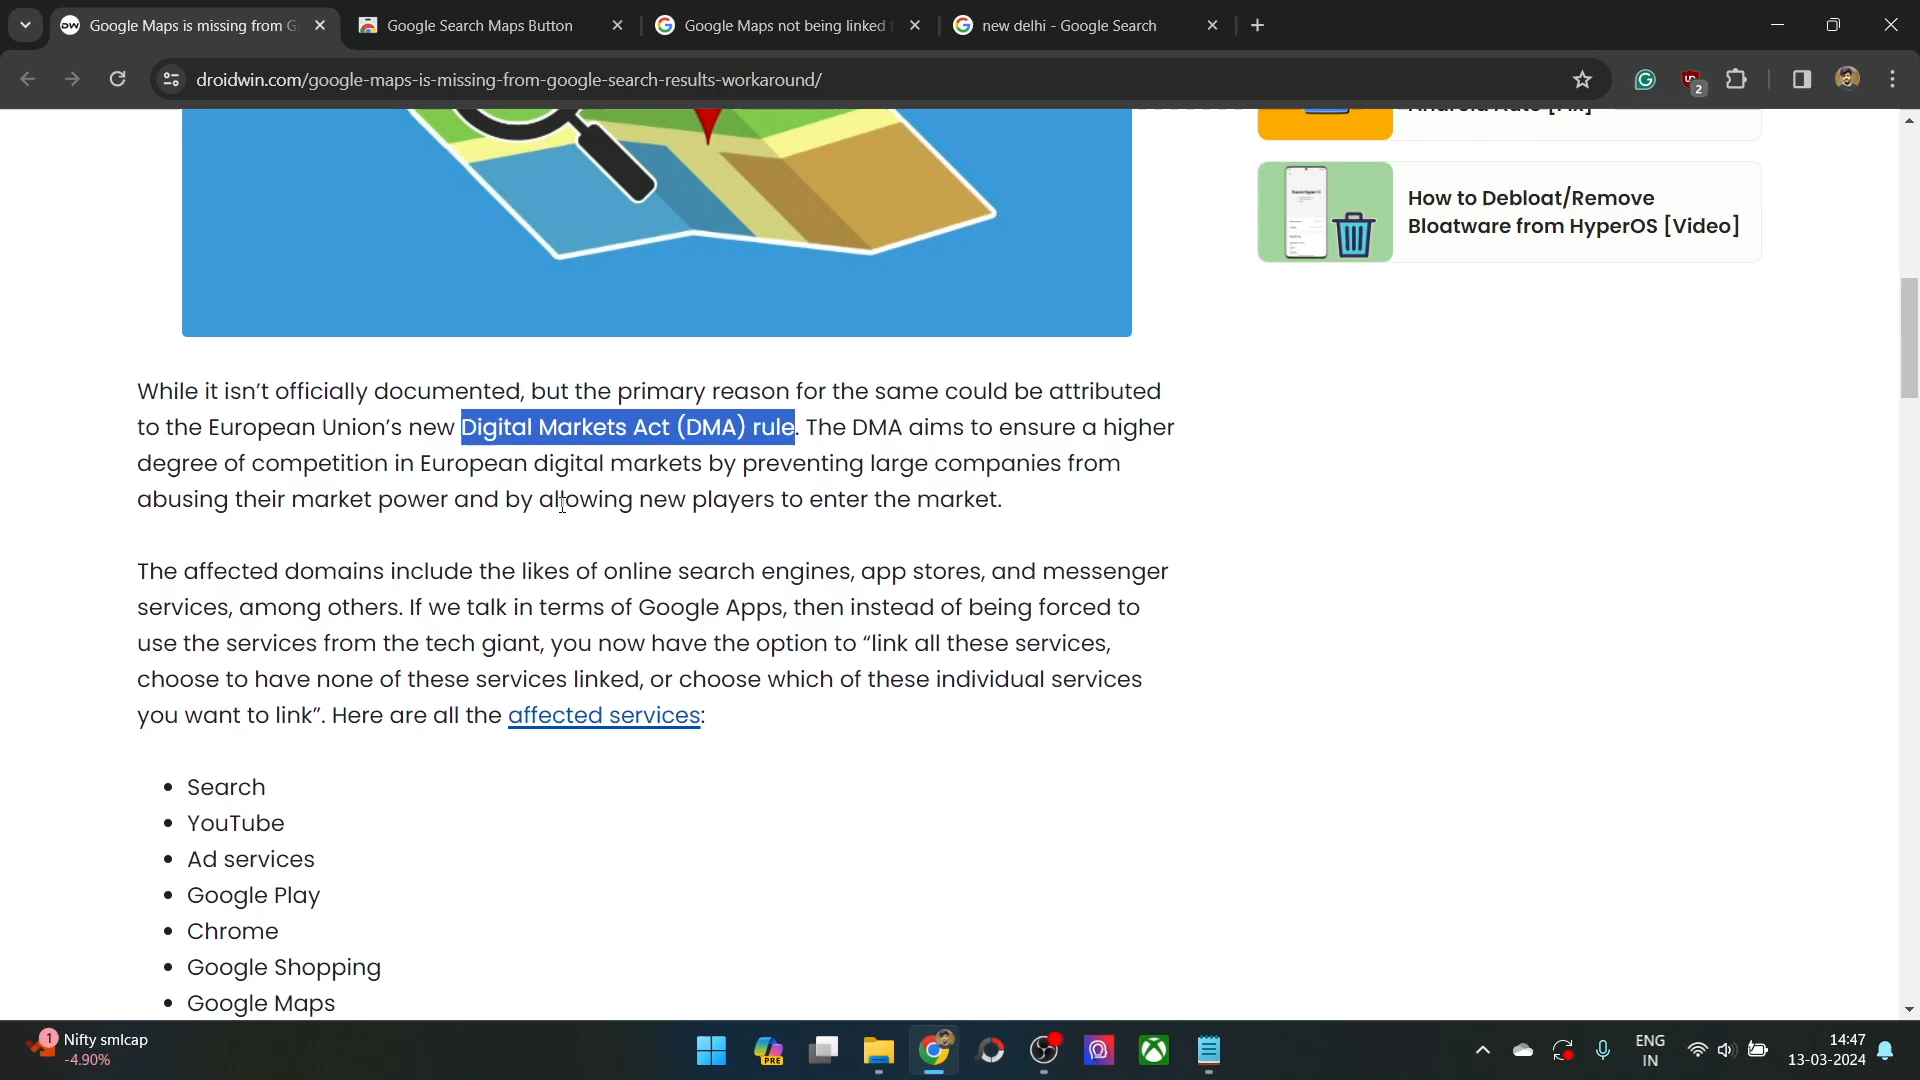 Google Maps is missing from G
Google Search Maps Button
Google Maps not being linked
new delhi - Google Search
droidwin.com/google-maps-is-missing-from-google-search-results-workaround/
2
Android Auto [Fix]
How to Debloat/Remove
Bloatware from HyperOS [Video]
While it isn't officially documented, but the primary reason for the same could be attributed
to the European Union's new Digital Markets Act (DMA) rule. The DMA aims to ensure a higher
degree of competition in European digital markets by preventing large companies from
abusing their market power and by allowing new players to enter the market.
The affected domains include the likes of online search engines, app stores, and messenger
services, among others. If we talk in terms of Google Apps, then instead of being forced to
use the services from the tech giant, you now have the option to “link all these services,
choose to have none of these services linked, or choose which of these individual services
you want to link”. Here are all the affected services:
• Search
• YouTube
• Ad services
• Google Play
• Chrome
• Google Shopping
• Google Maps
1
Nifty smlcap
-4.90%
PRE
ENG
IN
14:47
13-03-2024